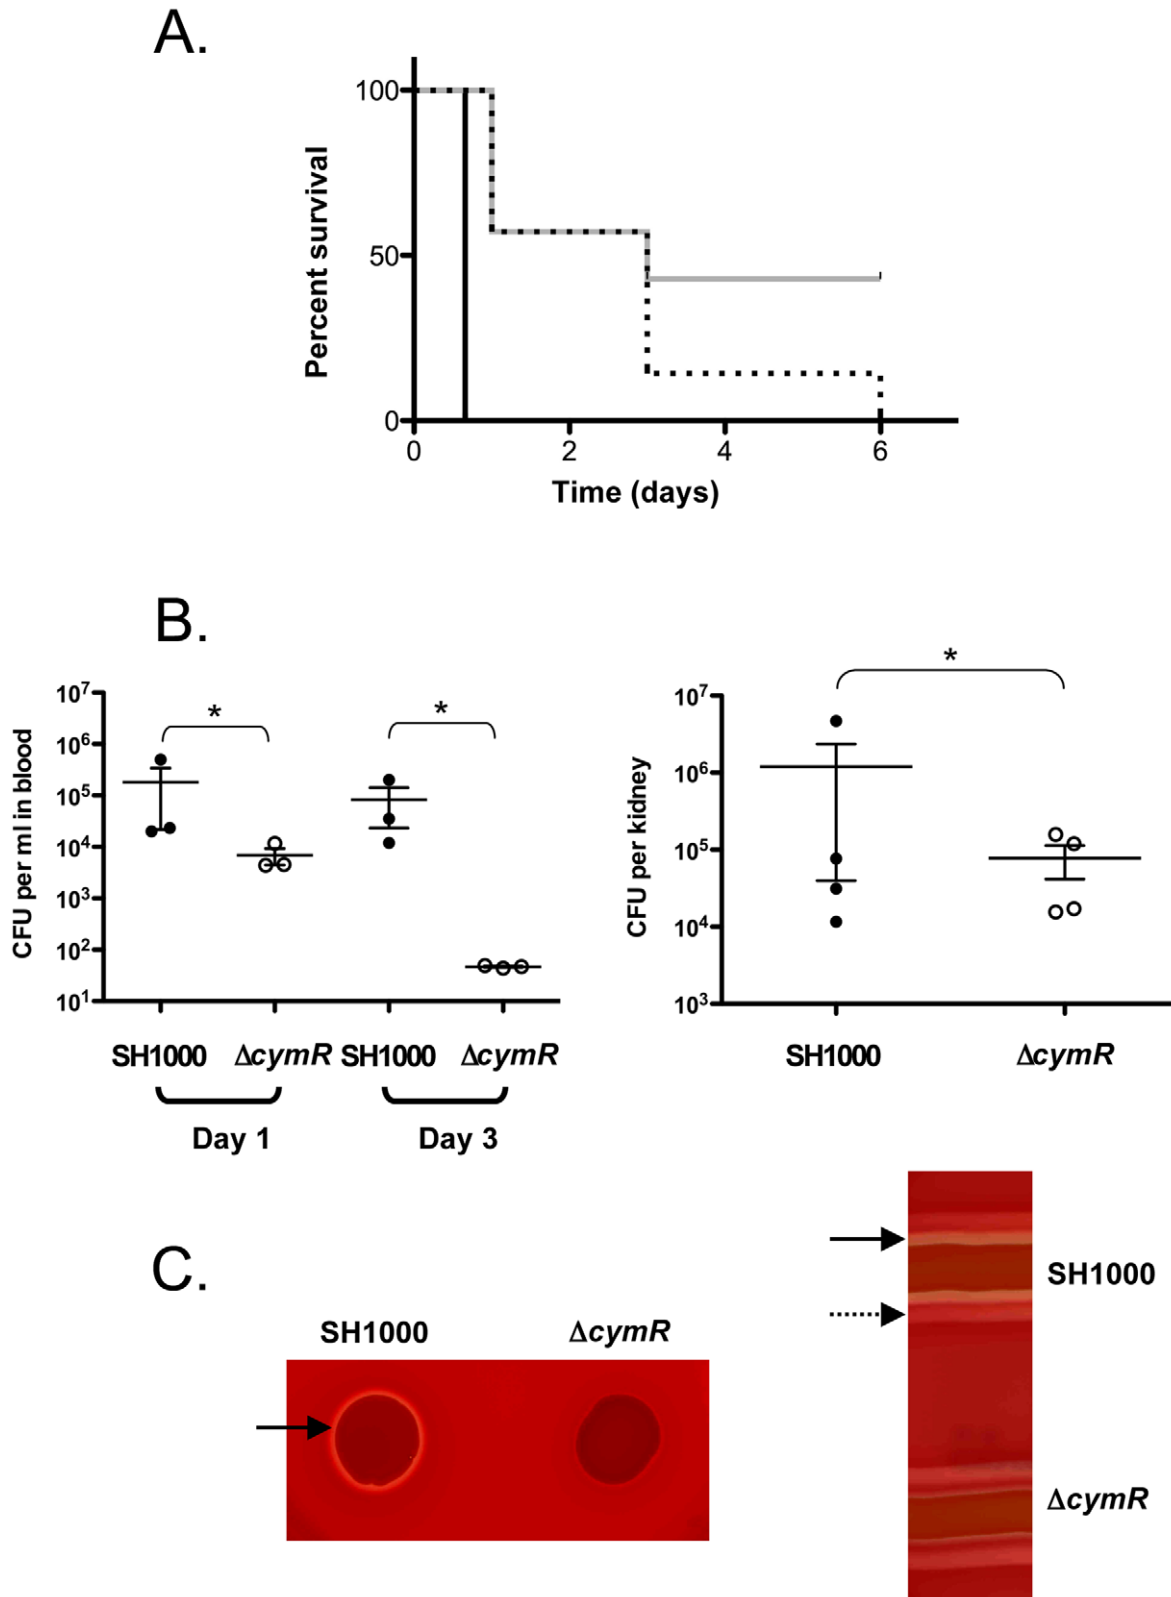 A.
Percent survival
100
50
0
0 2 4 6
Time (days)
B.
CFU per ml in blood
10⁷
10⁶
10⁵
10⁴
10³
10²
10¹
*
*
SH1000 ΔcymR SH1000 ΔcymR
Day 1 Day 3
CFU per kidney
10⁷
10⁶
10⁵
10⁴
10³
*
SH1000 ΔcymR
C.
SH1000 ΔcymR
SH1000
ΔcymR